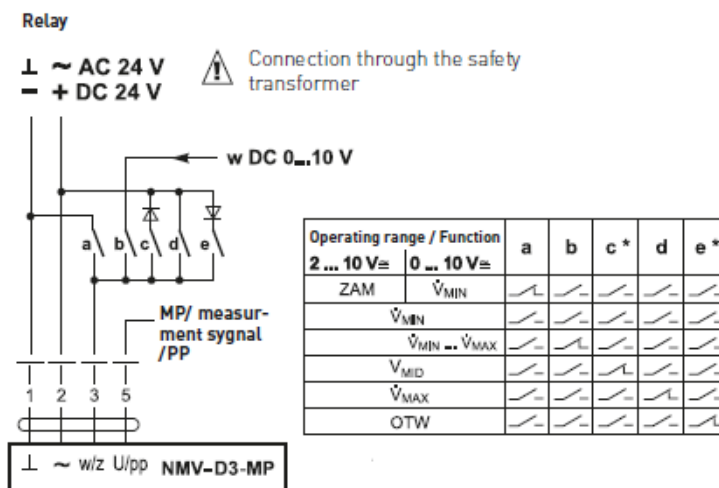 Relay
⊥ ~ AC 24 V
− + DC 24 V
Connection through the safety
transformer
w DC 0...10 V
a b c d e
MP/ measur-
ment sygnal
/PP
1 2 3 5
⊥ ~ w/z U/pp NMV-D3-MP
Operating range / Function a b c * d e *
2 ... 10 V≅ 0 ... 10 V≅
ZAM V̇MIN
V̇MIN
V̇MIN ... V̇MAX
VMID
V̇MAX
OTW